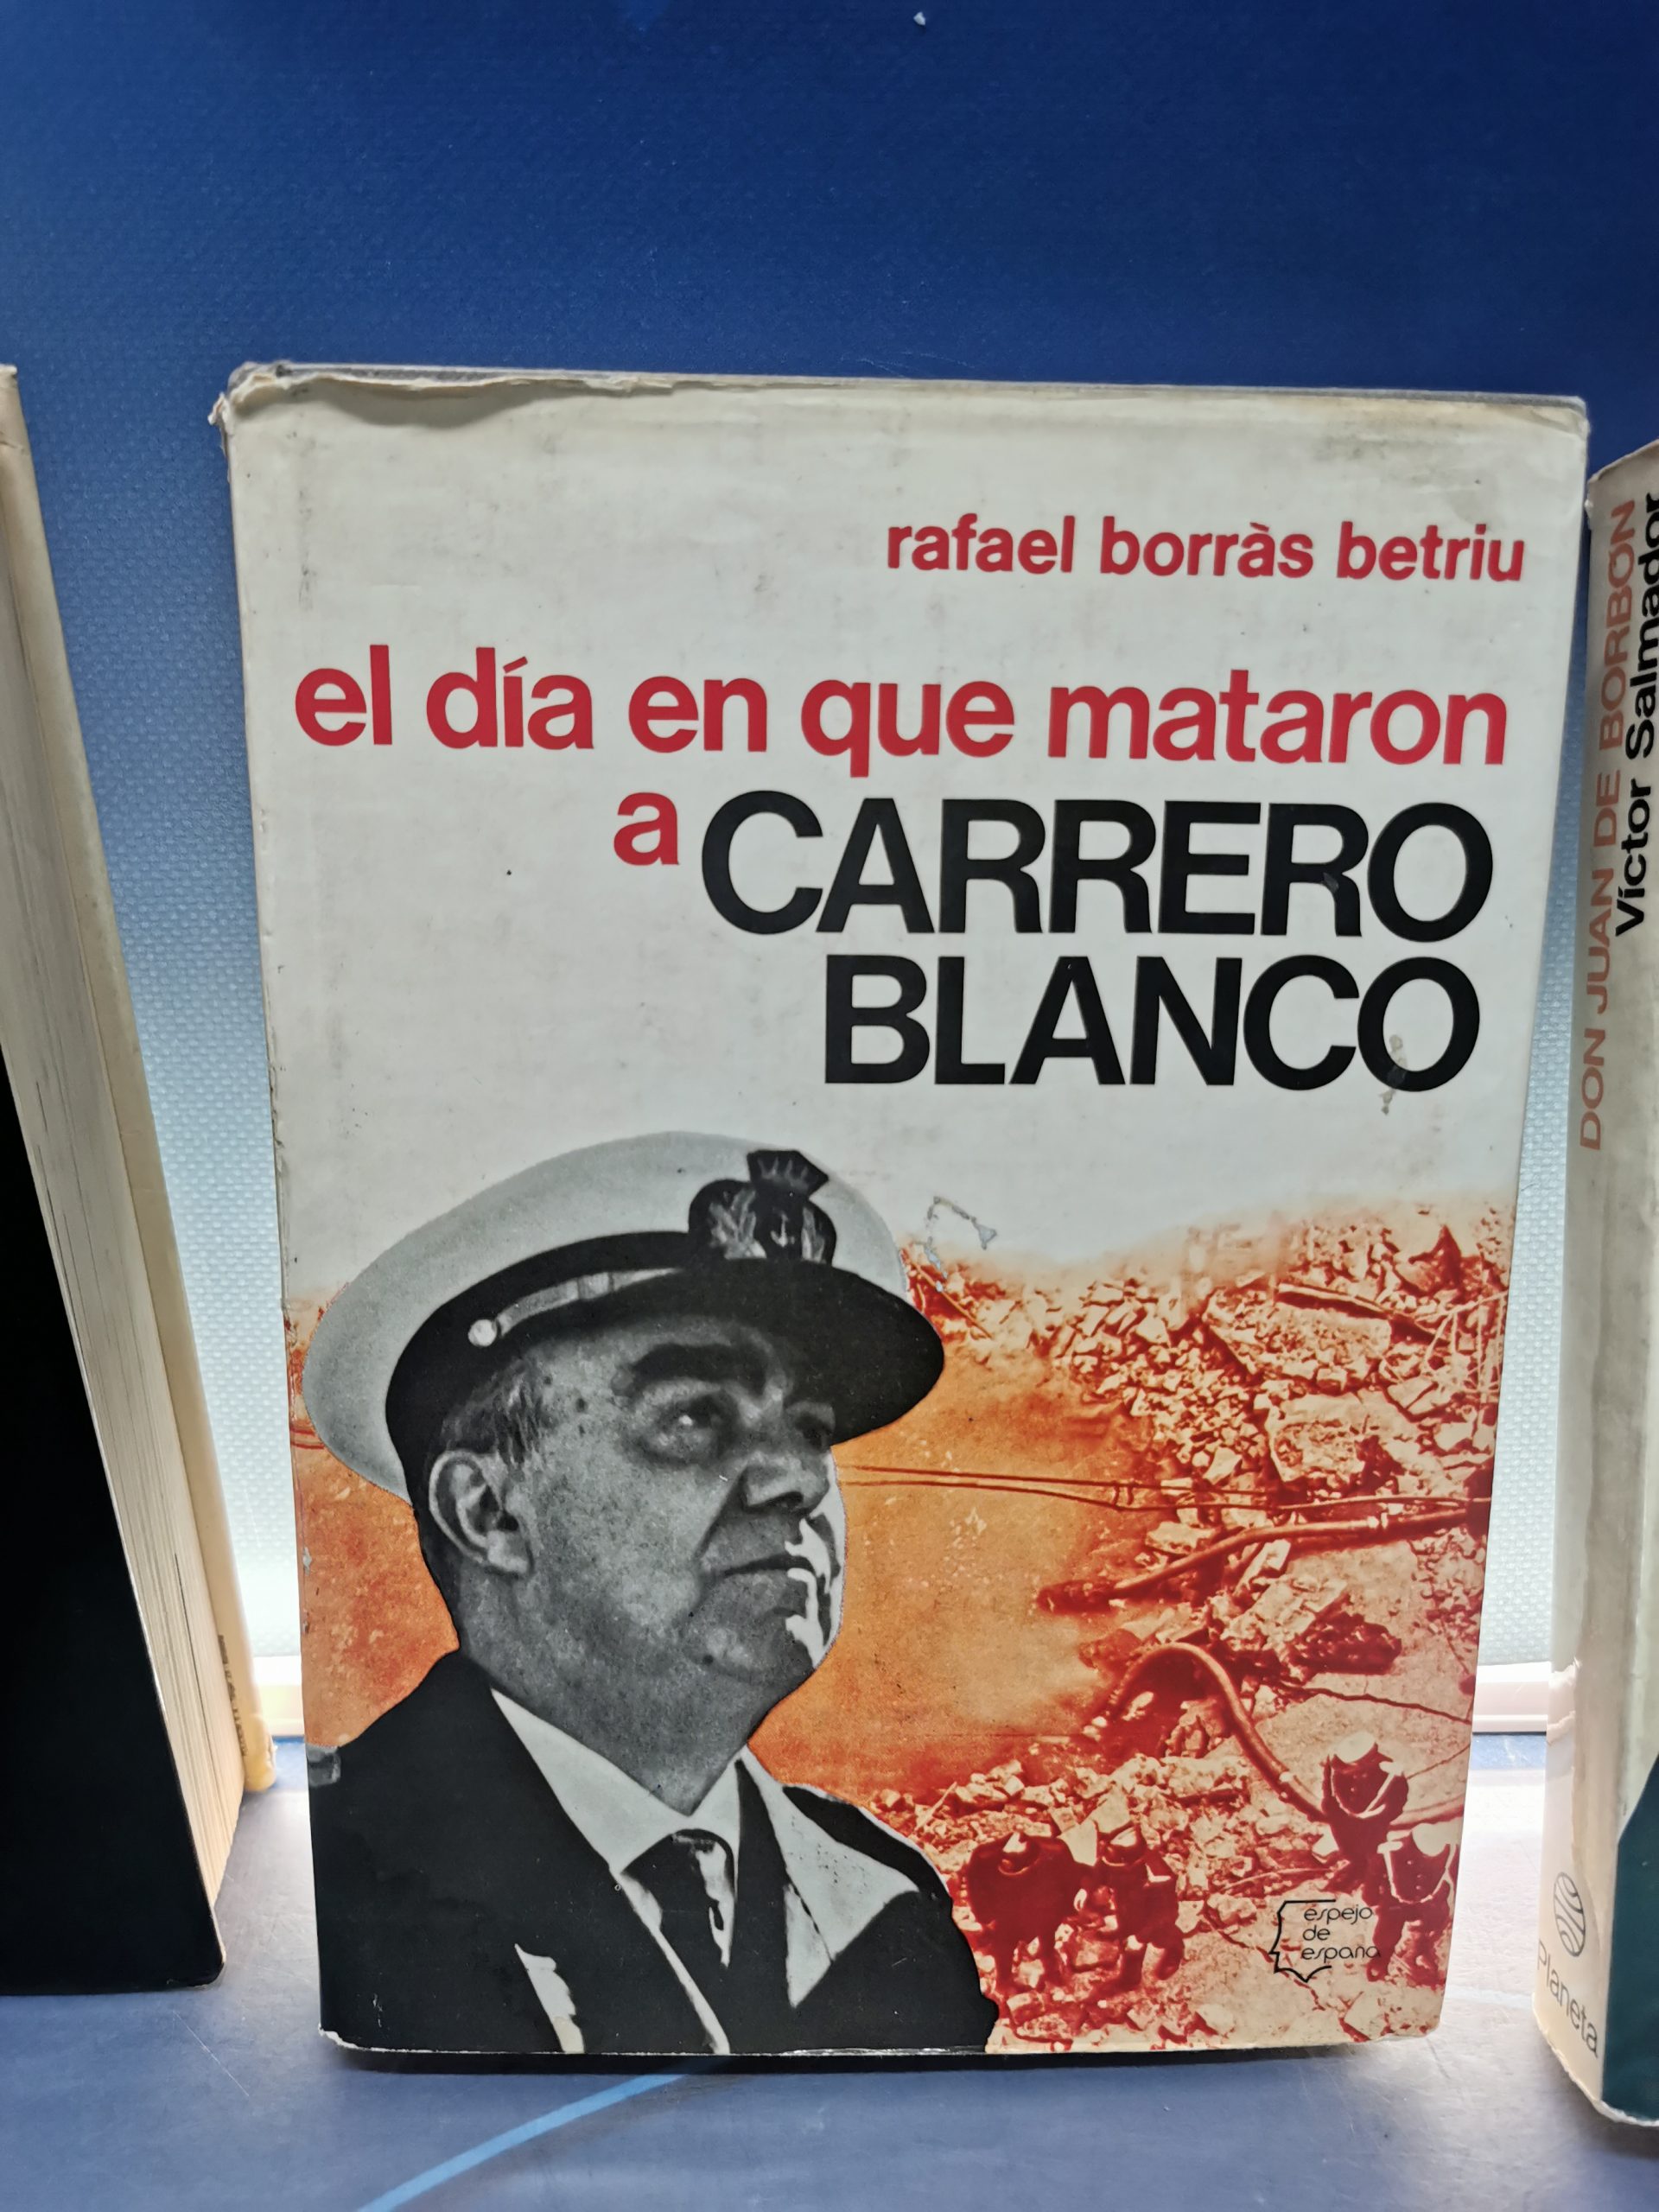 rafael borràs betriu
el día en que mataron
a CARRERO
BLANCO
espejo
de
españa
DON JUAN DE BORBON
Víctor Salmador
Planeta